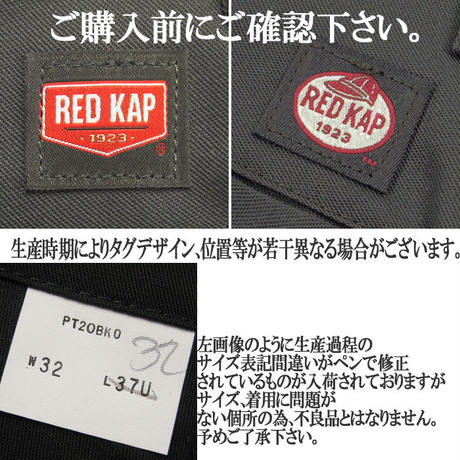 ご購入前にご確認下さい。
RED KAP
- 1923 -
®
RED KAP
1923
™
生産時期によりタグデザイン、位置等が若干異なる場合がございます。
PT20BK0
32
W32
L37U
左画像のように生産過程の
サイズ表記間違いがペンで修正
されているものが入荷されておりますが
サイズ、着用に問題が
ない個所の為、不良品とはなりません。
予めご了承下さい。